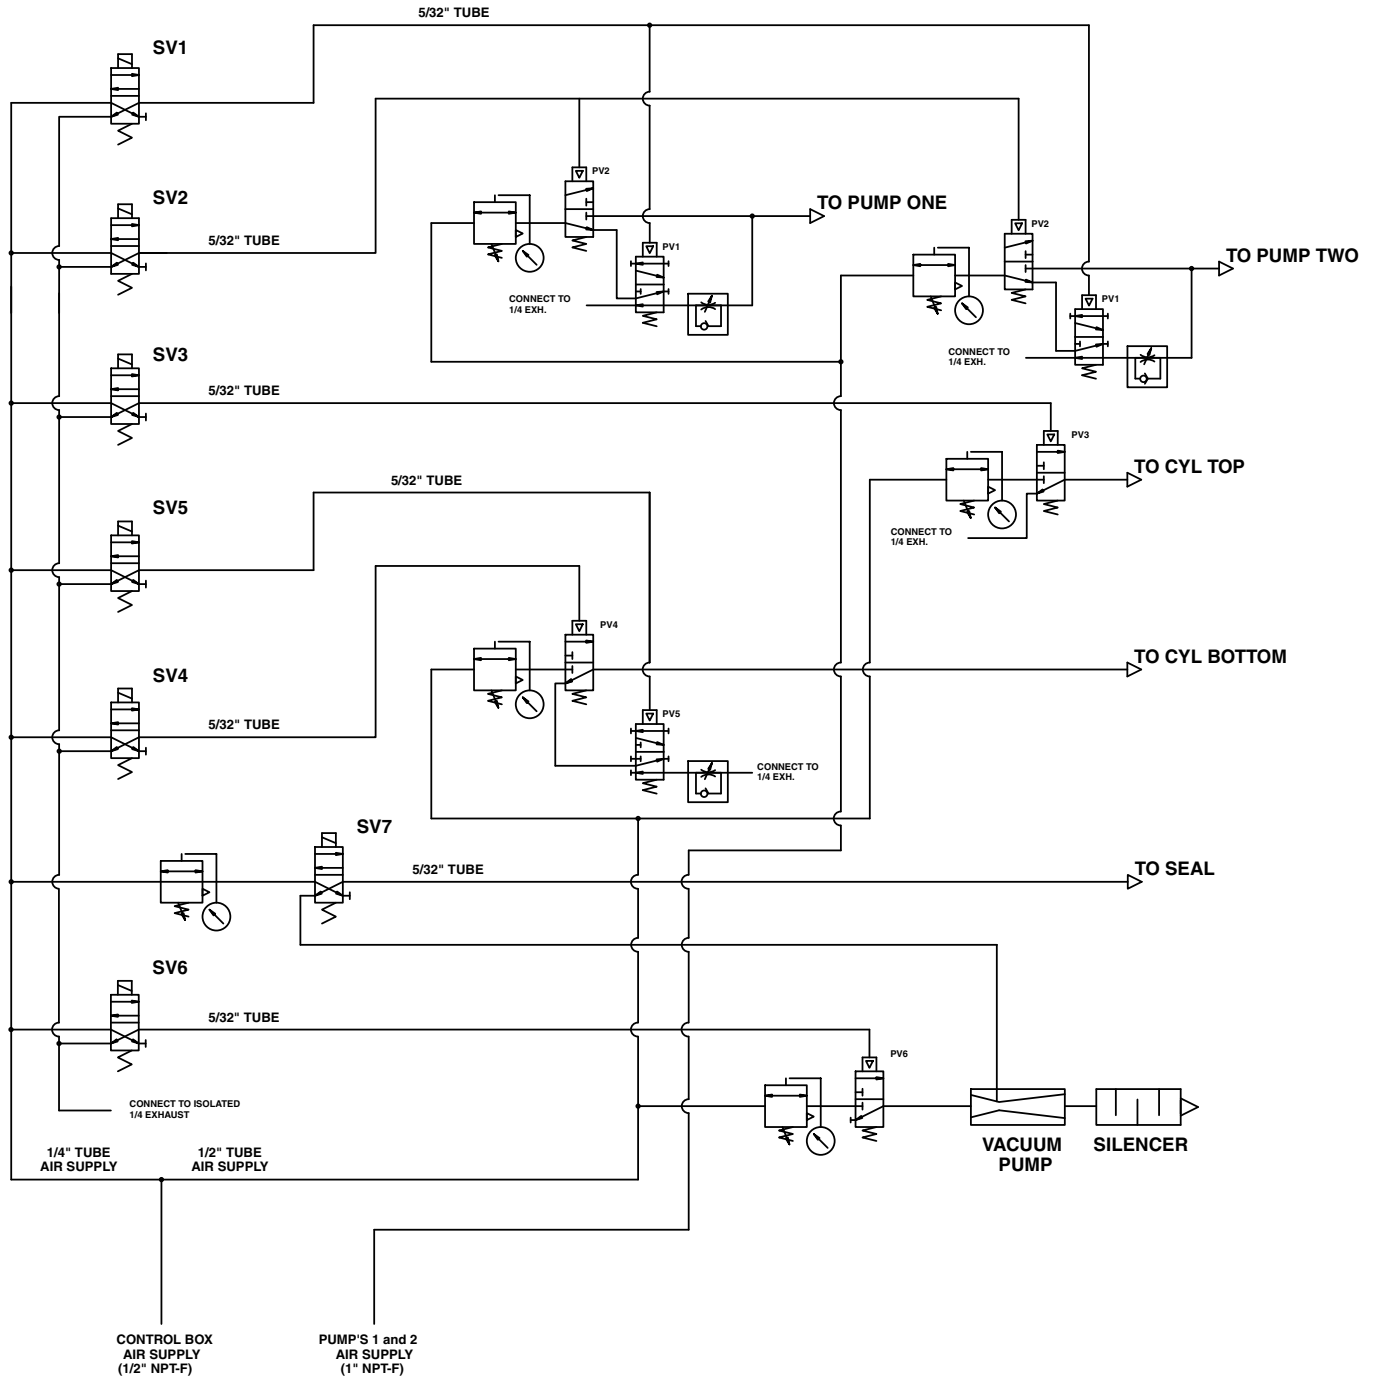 5/32" TUBE
SV1
PV2
SV2
TO PUMP ONE
5/32" TUBE
PV2
PV1
TO PUMP TWO
CONNECT TO
1/4 EXH.
PV1
SV3
CONNECT TO
1/4 EXH.
5/32" TUBE
PV3
TO CYL TOP
5/32" TUBE
SV5
CONNECT TO
1/4 EXH.
PV4
TO CYL BOTTOM
SV4
PV5
5/32" TUBE
CONNECT TO
1/4 EXH.
SV7
5/32" TUBE
TO SEAL
SV6
5/32" TUBE
PV6
CONNECT TO ISOLATED
1/4 EXHAUST
VACUUM
PUMP
SILENCER
1/4" TUBE
AIR SUPPLY
1/2" TUBE
AIR SUPPLY
CONTROL BOX
AIR SUPPLY
(1/2" NPT-F)
PUMP'S 1 and 2
AIR SUPPLY
(1" NPT-F)